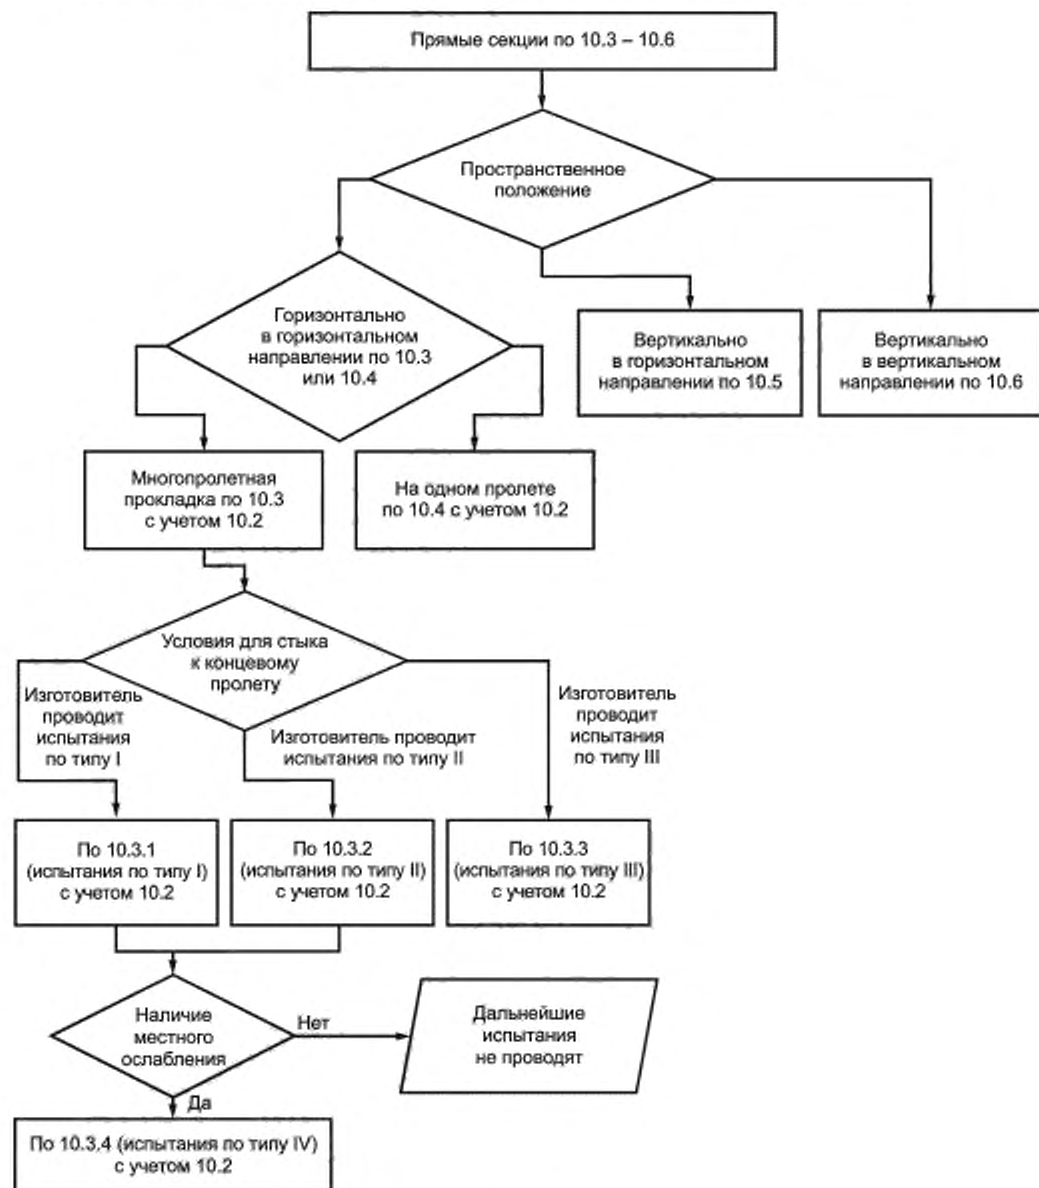 Прямые секции по 10.3 – 10.6
Пространственное
положение
Горизонтально
в горизонтальном
направлении по 10.3
или 10.4
Вертикально
в горизонтальном
направлении по 10.5
Вертикально
в вертикальном
направлении по 10.6
Многопролетная
прокладка по 10.3
с учетом 10.2
На одном пролете
по 10.4 с учетом 10.2
Условия для стыка
к концевому
пролету
Изготовитель
проводит
испытания
по типу I
Изготовитель проводит
испытания по типу II
Изготовитель
проводит
испытания
по типу III
По 10.3.1
(испытания по типу I)
с учетом 10.2
По 10.3.2
(испытания по типу II)
с учетом 10.2
По 10.3.3
(испытания по типу III)
с учетом 10.2
Наличие
местного
ослабления
Нет
Дальнейшие
испытания
не проводят
Да
По 10.3.4 (испытания по типу IV)
с учетом 10.2